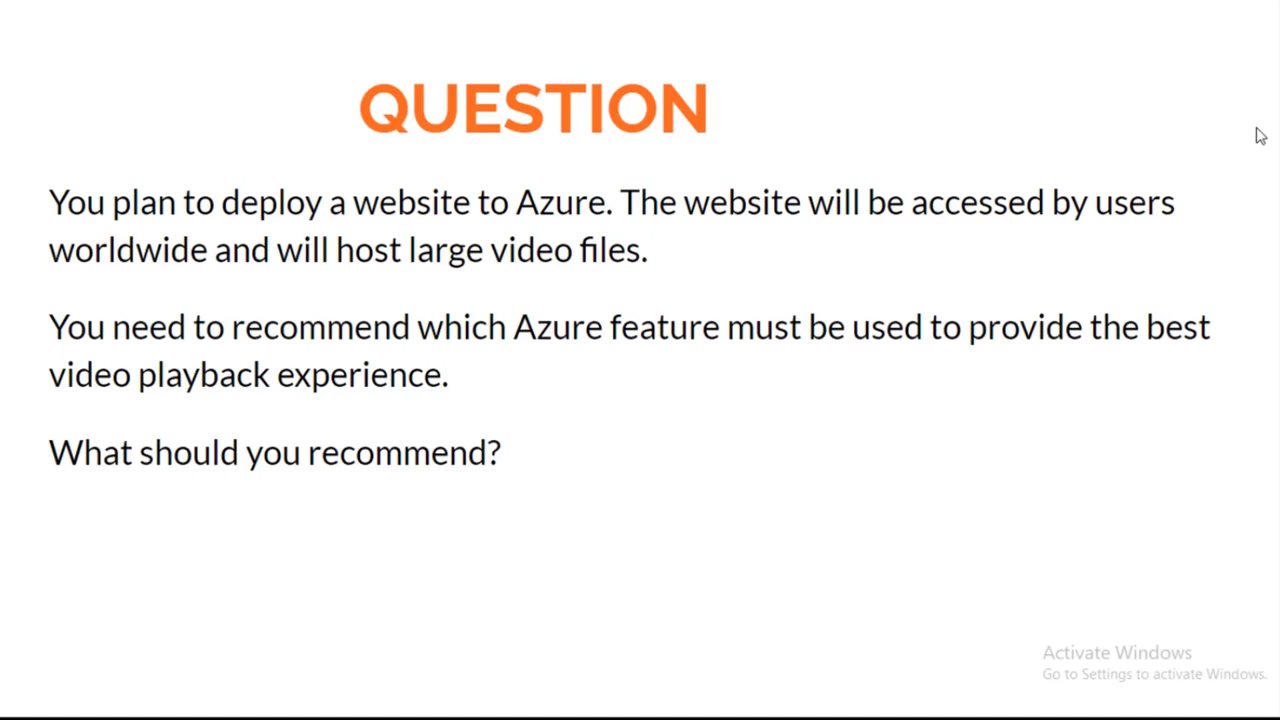 QUESTION
You plan to deploy a website to Azure. The website will be accessed by users
worldwide and will host large video files.
You need to recommend which Azure feature must be used to provide the best
video playback experience.
What should you recommend?
Activate Windows
Go to Settings to activate Windows.